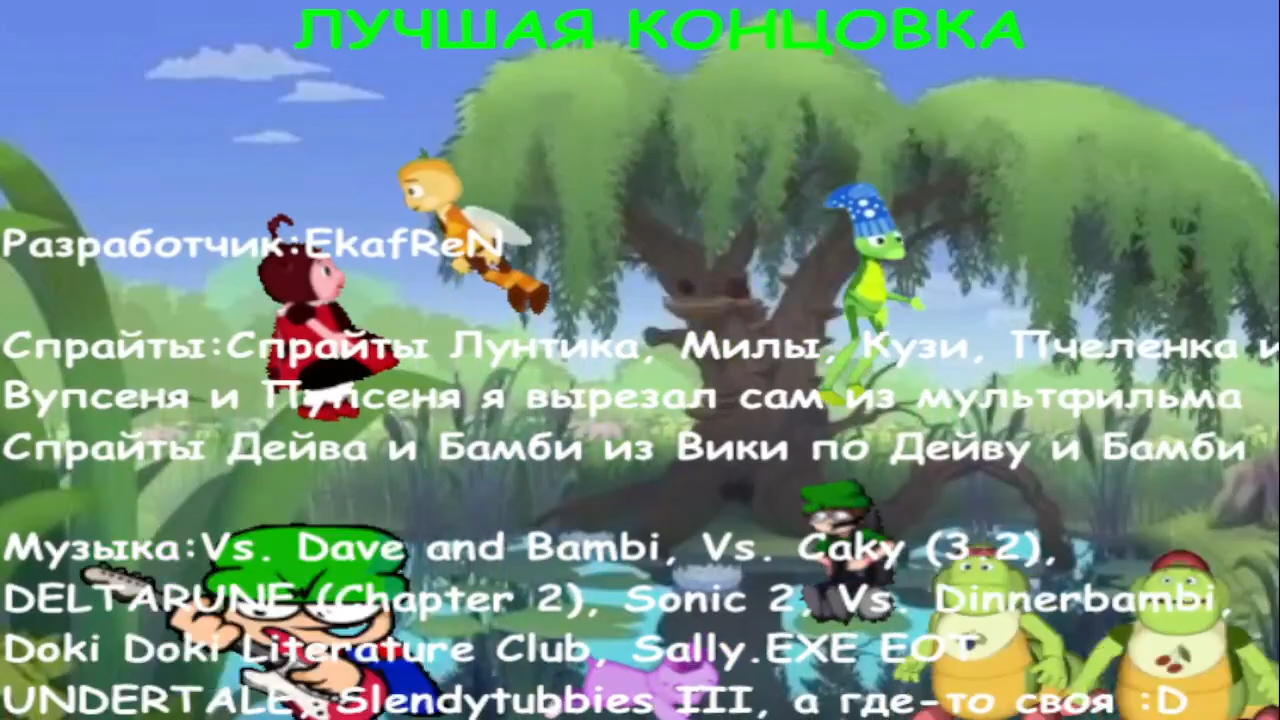 ЛУЧШАЯ КОНЦОВКА
Разработчик:EkafReN
Спрайты:Спрайты Лунтика, Милы, Кузи, Пчеленка и
Вупсеня и Пупсеня я вырезал сам из мультфильма
Спрайты Дейва и Бамби из Вики по Дейву и Бамби
Музыка:Vs. Dave and Bambi, Vs. Caky (3_2),
DELTARUNE (Chapter 2), Sonic 2, Vs. Dinnerbambi,
Doki Doki Literature Club, Sally.EXE EOT
UNDERTALE, Slendytubbies III, а где-то своя :D